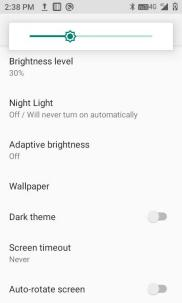 2:38 PM 4G
Brightness level
30%
Night Light
Off / Will never turn on automatically
Adaptive brightness
Off
Wallpaper
Dark theme
Screen timeout
Never
Auto-rotate screen